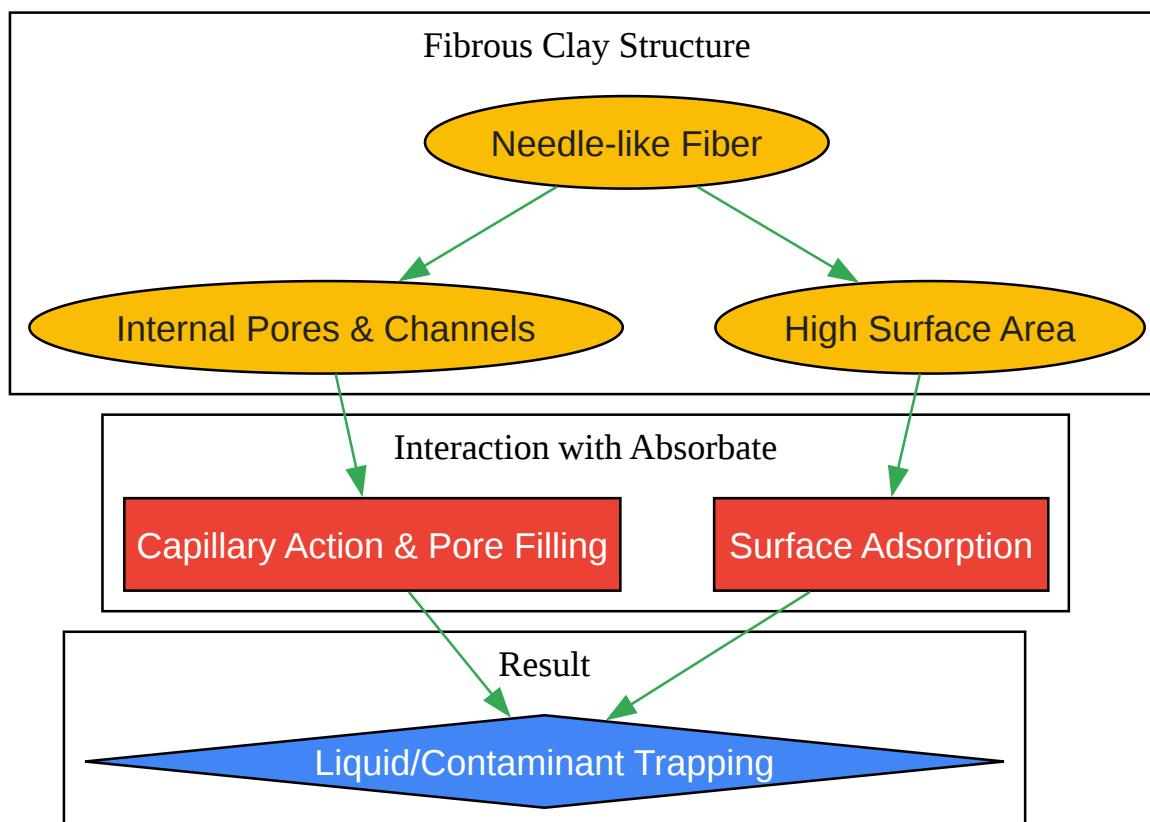 Fibrous Clay Structure
Needle-like Fiber
Internal Pores & Channels
High Surface Area
Interaction with Absorbate
Capillary Action & Pore Filling
Surface Adsorption
Result
Liquid/Contaminant Trapping